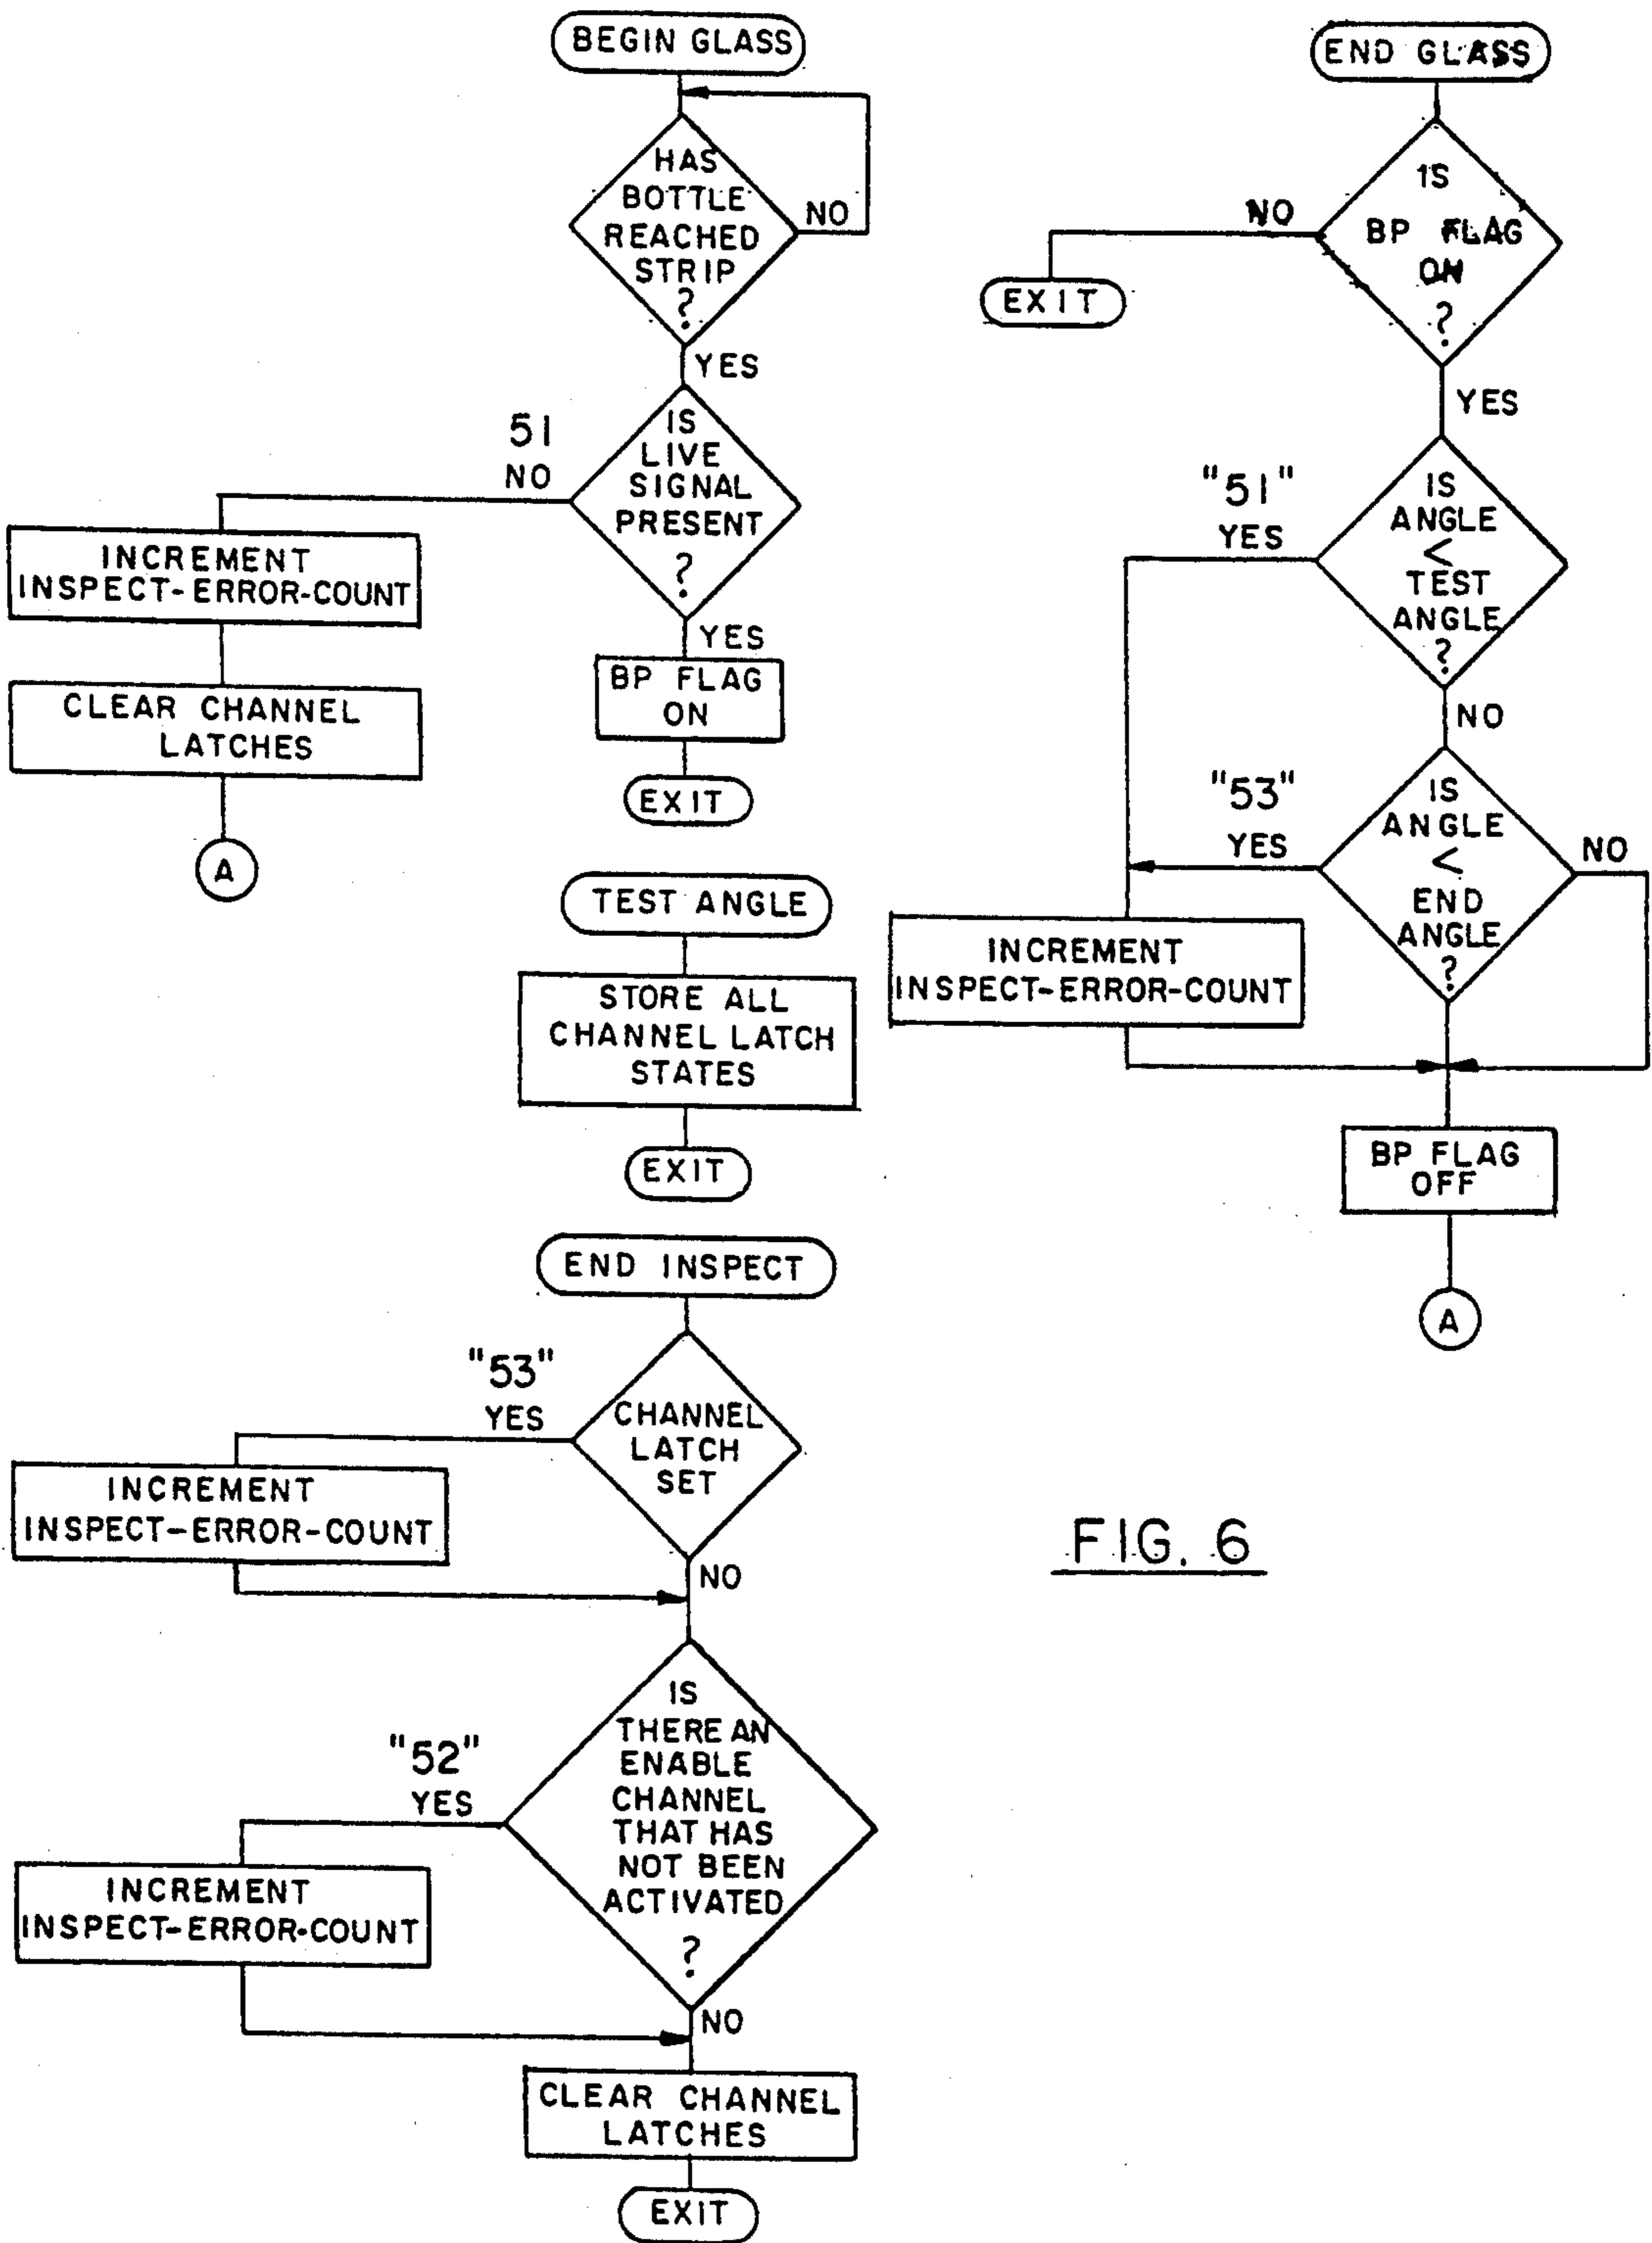 BEGIN GLASS
HAS
BOTTLE
REACHED
STRIP
?
NO
YES
IS
LIVE
SIGNAL
PRESENT
?
51
NO
INCREMENT
INSPECT-ERROR-COUNT
CLEAR CHANNEL
LATCHES
A
YES
BP FLAG
ON
EXIT
TEST ANGLE
STORE ALL
CHANNEL LATCH
STATES
EXIT
END INSPECT
"53"
YES
CHANNEL
LATCH
SET
INCREMENT
INSPECT-ERROR-COUNT
NO
IS
THERE AN
ENABLE
CHANNEL
THAT HAS
NOT BEEN
ACTIVATED
?
"52"
YES
INCREMENT
INSPECT-ERROR-COUNT
NO
CLEAR CHANNEL
LATCHES
EXIT
END GLASS
IS
BP FLAG
ON
?
NO
EXIT
YES
"51"
YES
IS
ANGLE
<
TEST
ANGLE
?
NO
"53"
YES
IS
ANGLE
<
END
ANGLE
?
NO
INCREMENT
INSPECT-ERROR-COUNT
BP FLAG
OFF
A
FIG. 6